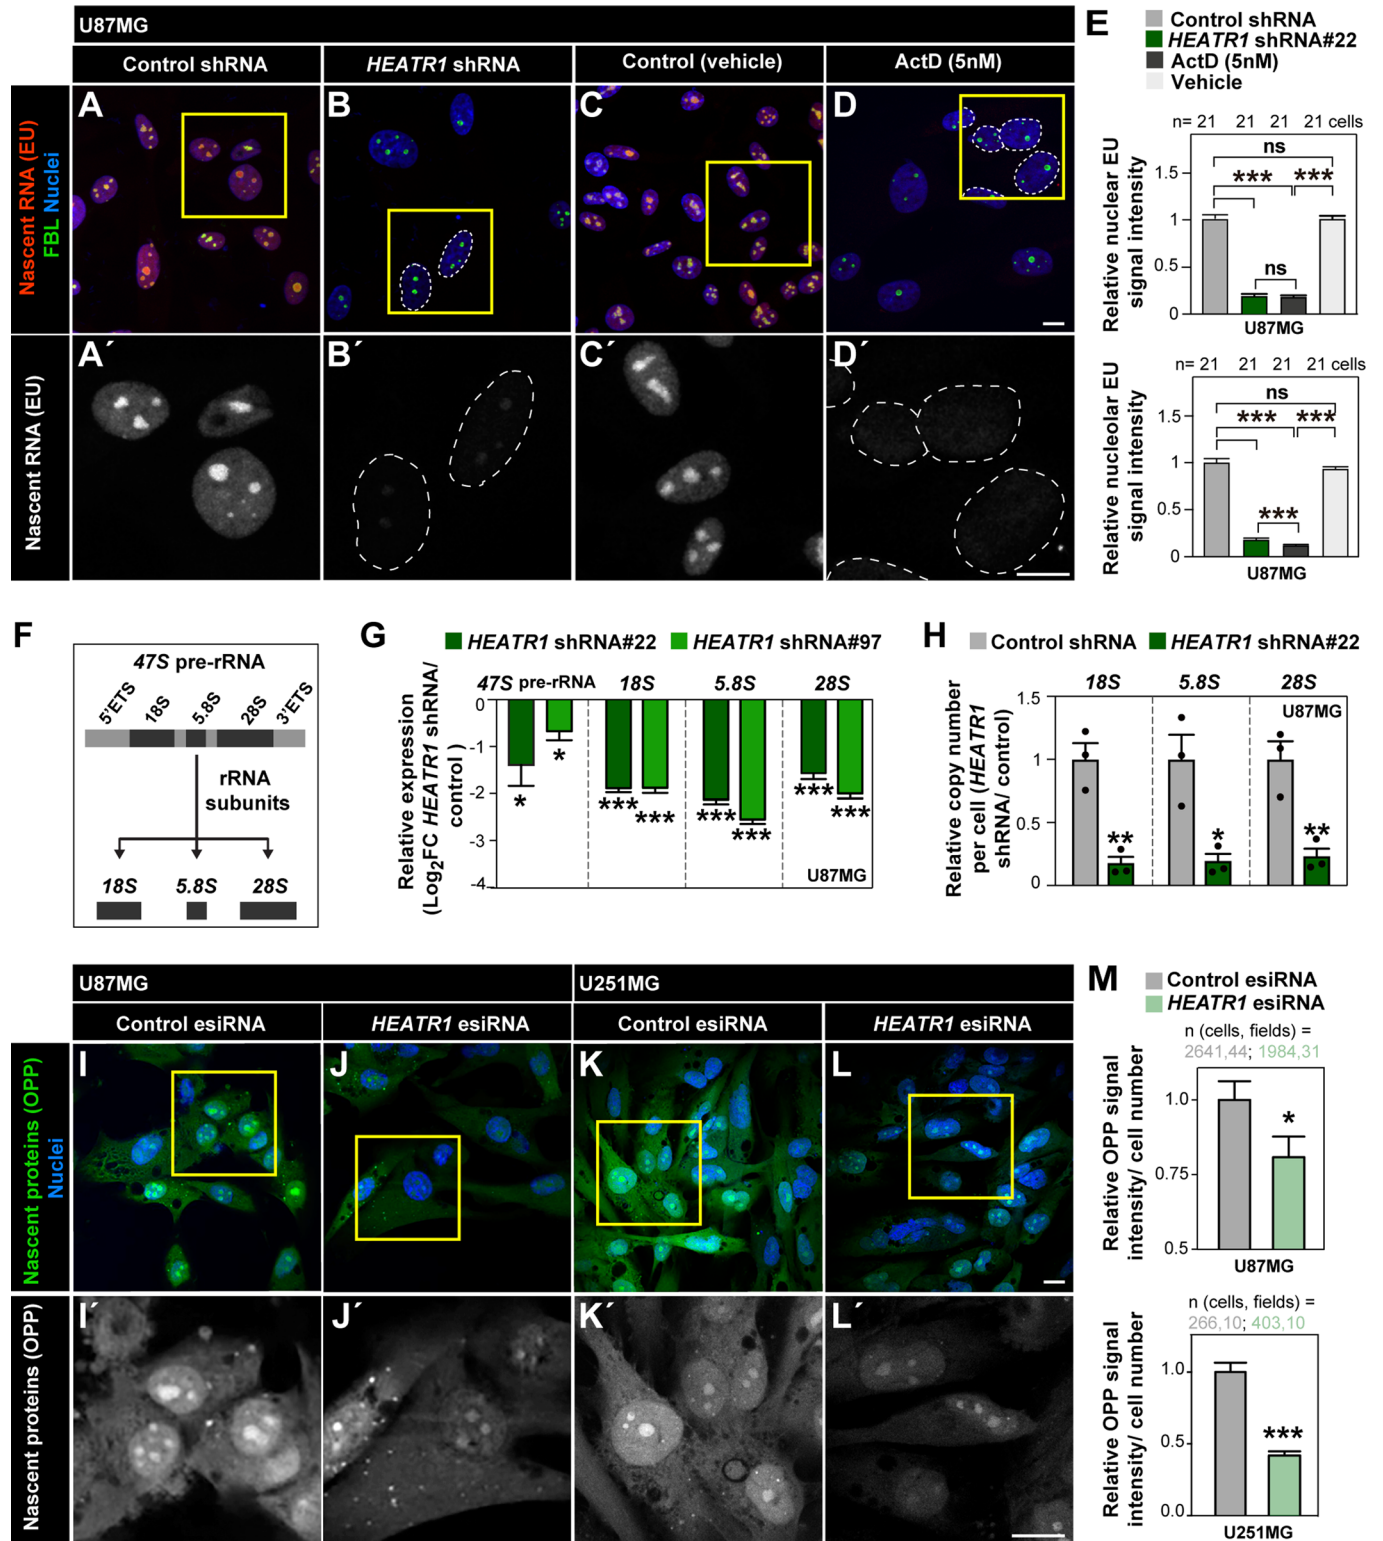 U87MG
Control shRNA
HEATR1 shRNA
Control (vehicle)
ActD (5nM)
Nascent RNA (EU)
FBL Nuclei
A
B
C
D
Nascent RNA (EU)
A´
B´
C´
D´
E
Control shRNA
HEATR1 shRNA#22
ActD (5nM)
Vehicle
n= 21 21 21 21 cells
Relative nuclear EU
signal intensity
ns
*** ***
ns
1.5
1
0.5
0
U87MG
n= 21 21 21 21 cells
Relative nucleolar EU
signal intensity
ns
*** ***
***
1.5
1
0.5
0
U87MG
F
47S pre-rRNA
5'ETS
18S
5.8S
28S
3'ETS
rRNA
subunits
18S 5.8S 28S
G
HEATR1 shRNA#22
HEATR1 shRNA#97
Relative expression
(Log2FC HEATR1 shRNA/
control )
47S pre-rRNA 18S 5.8S 28S
0
-1
-2
-3
-4
*
*
***
***
***
***
***
***
U87MG
H
Control shRNA
HEATR1 shRNA#22
Relative copy number
per cell (HEATR1
shRNA/ control)
18S 5.8S 28S
U87MG
1.5
1
0.5
0
**
*
**
U87MG
U251MG
Control esiRNA
HEATR1 esiRNA
Control esiRNA
HEATR1 esiRNA
Nascent proteins (OPP)
Nuclei
I
J
K
L
Nascent proteins (OPP)
I´
J´
K´
L´
M
Control esiRNA
HEATR1 esiRNA
n (cells, fields) =
2641,44; 1984,31
Relative OPP signal
intensity/ cell number
1.0
0.75
0.5
*
U87MG
n (cells, fields) =
266,10; 403,10
Relative OPP signal
intensity/ cell number
1.0
0.5
0.0
***
U251MG